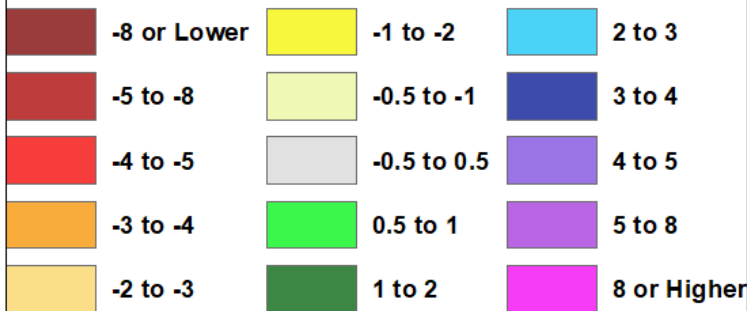 -8 or Lower
-5 to -8
-4 to -5
-3 to -4
-2 to -3
-1 to -2
-0.5 to -1
-0.5 to 0.5
0.5 to 1
1 to 2
2 to 3
3 to 4
4 to 5
5 to 8
8 or Higher